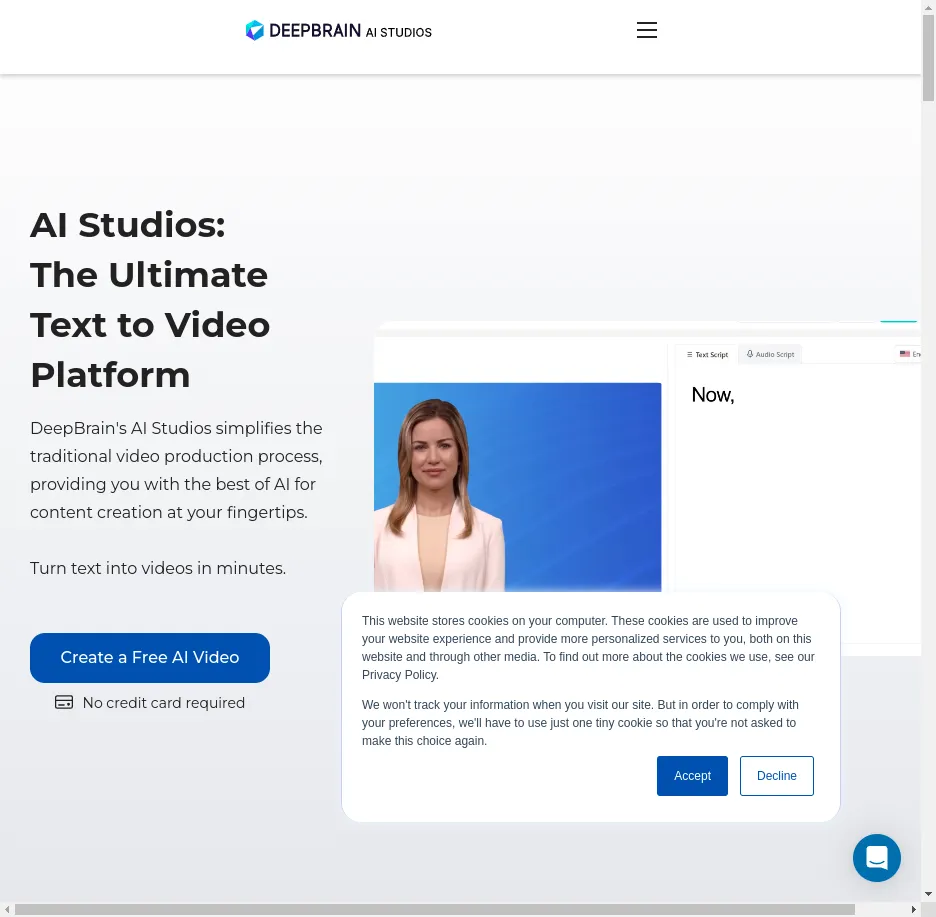 DEEPBRAIN AI STUDIOS
AI Studios:
The Ultimate
Text to Video
Platform
DeepBrain's AI Studios simplifies the
traditional video production process,
providing you with the best of AI for
content creation at your fingertips.
Turn text into videos in minutes.
Create a Free AI Video
No credit card required
Text Script
Audio Script
Now,
This website stores cookies on your computer. These cookies are used to improve
your website experience and provide more personalized services to you, both on this
website and through other media. To find out more about the cookies we use, see our
Privacy Policy.
We won't track your information when you visit our site. But in order to comply with
your preferences, we'll have to use just one tiny cookie so that you're not asked to
make this choice again.
Accept
Decline